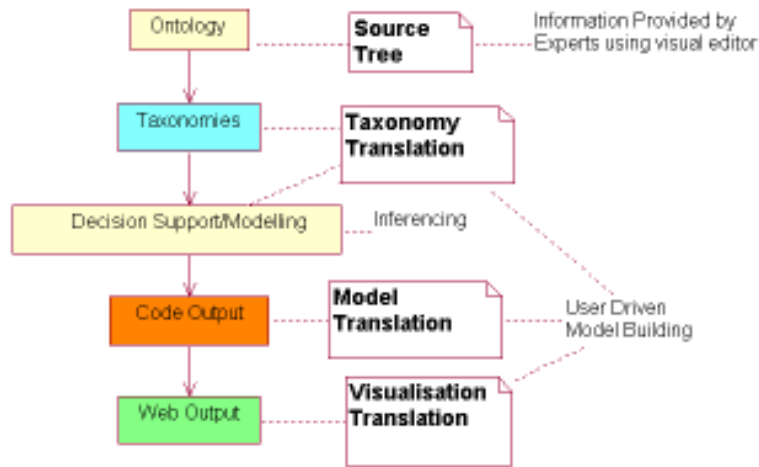 Ontology
Source
Tree
Information Provided by
Experts using visual editor
Taxonomies
Taxonomy
Translation
Decision Support/Modelling
Inferencing
Code Output
Model
Translation
User Driven
Model Building
Web Output
Visualisation
Translation